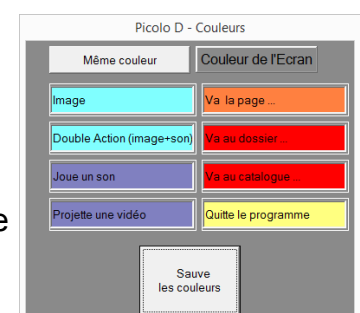 Picolo D - Couleurs
Même couleur
Couleur de l'Ecran
Image
Va la page ...
Double Action (image+son)
Va au dossier ...
Joue un son
Va au catalogue ...
Projette une vidéo
Quitte le programme
e
Sauve
les couleurs